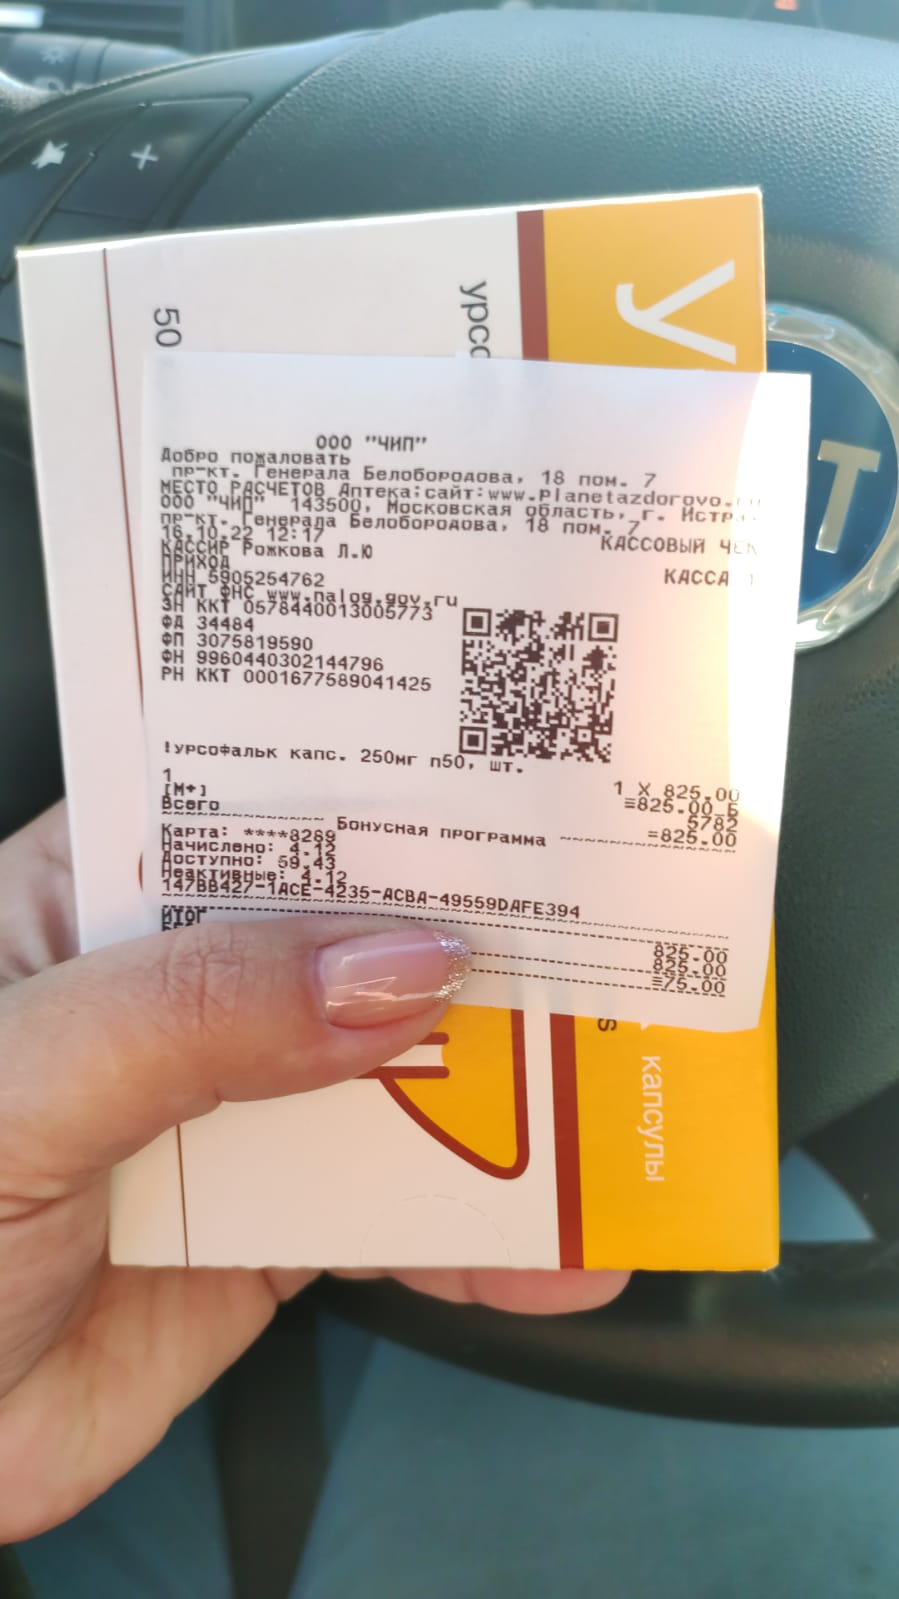 У
урсо
50
ООО "ЧИП"
Добро пожаловать
пр-кт. Генерала Белобородова, 18 пом. 7
МЕСТО РАСЧЕТОВ Аптека;сайт:www.planetazdorovo.
ООО "ЧИП" 143500, Московская область, г. Истра
пр-кт. Генерала Белобородова, 18 пом. 7
16.10.22 12:17
КАССОВЫЙ ЧЕК
КАССИР Рожкова Л.Ю
ПРИХОД
КАССА 1
ИНН 5905254762
САЙТ ФНС www.nalog.gov.ru
ЗН ККТ 0578440013005773
ФД 34484
ФП 3075819590
ФН 9960440302144796
РН ККТ 0001677589041425
!урсофальк капс. 250мг n50, шт.
1
1 X 825.00
[М+]
=825.00_Б
5782
Всего
=825.00
Бонусная программа
Карта: ****8269
Начислено: 4.12
Доступно: 59.43
Неактивные: 4.12
147BB427-1ACE-4235-ACBA-49559DAFE394
ИТОГ
825.00
825.00
=75.00
капсулы
T